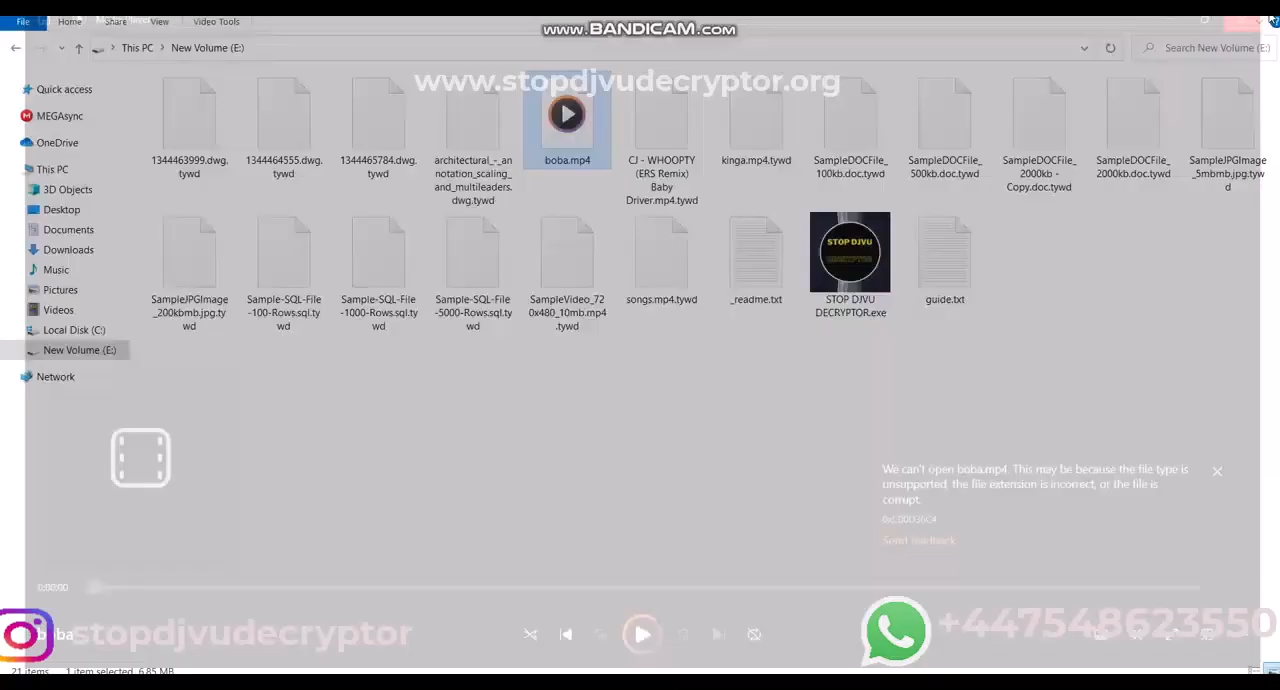 www.BANDICAM.com
File Home Share View Video Tools
This PC > New Volume (E:)
Search New Volume (E:)
www.stopdjvudecryptor.org
Quick access
MEGAsync
OneDrive
This PC
3D Objects
Desktop
Documents
Downloads
Music
Pictures
Videos
Local Disk (C:)
New Volume (E:)
Network
1344463999.dwg.
tywd
1344464555.dwg.
tywd
1344465784.dwg.
tywd
architectural_-_an
notation_scaling_
and_multileaders.
dwg.tywd
boba.mp4
CJ - WHOOPTY
(ERS Remix)
Baby
Driver.mp4.tywd
kinga.mp4.tywd
SampleDOCFile_
100kb.doc.tywd
SampleDOCFile_
500kb.doc.tywd
SampleDOCFile_
2000kb -
Copy.doc.tywd
SampleDOCFile_
2000kb.doc.tywd
SampleJPGImage
_5mbmb.jpg.tyw
d
SampleJPGImage
_200kbmb.jpg.ty
wd
Sample-SQL-File
-100-Rows.sql.ty
wd
Sample-SQL-File
-1000-Rows.sql.ty
wd
Sample-SQL-File
-5000-Rows.sql.ty
wd
SampleVideo_72
0x480_10mb.mp4
.tywd
songs.mp4.tywd
_readme.txt
STOP DJVU
DECRYPTOR
STOP DJVU
DECRYPTOR.exe
guide.txt
We can't open boba.mp4. This may be because the file type is
unsupported, the file extension is incorrect, or the file is
corrupt.
0xC00D36C4
Send feedback
0:00:00
boba
stopdjvudecryptor
+447548623550
21 items 1 item selected 6.85 MB